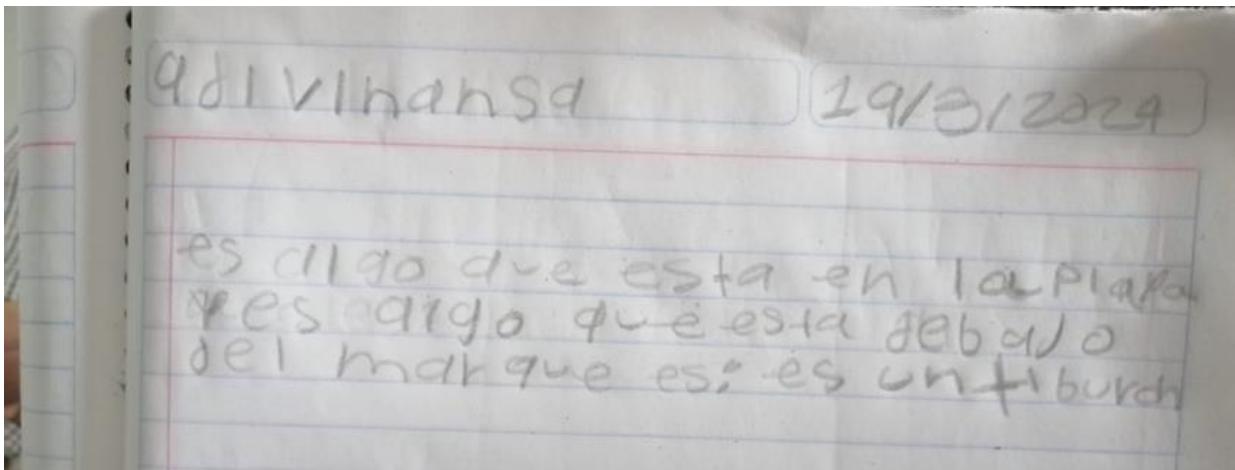 adivinansa
19/3/2024
es algo que esta en la playa
y es algo que esta debajo
del mar que es: es un tiburon